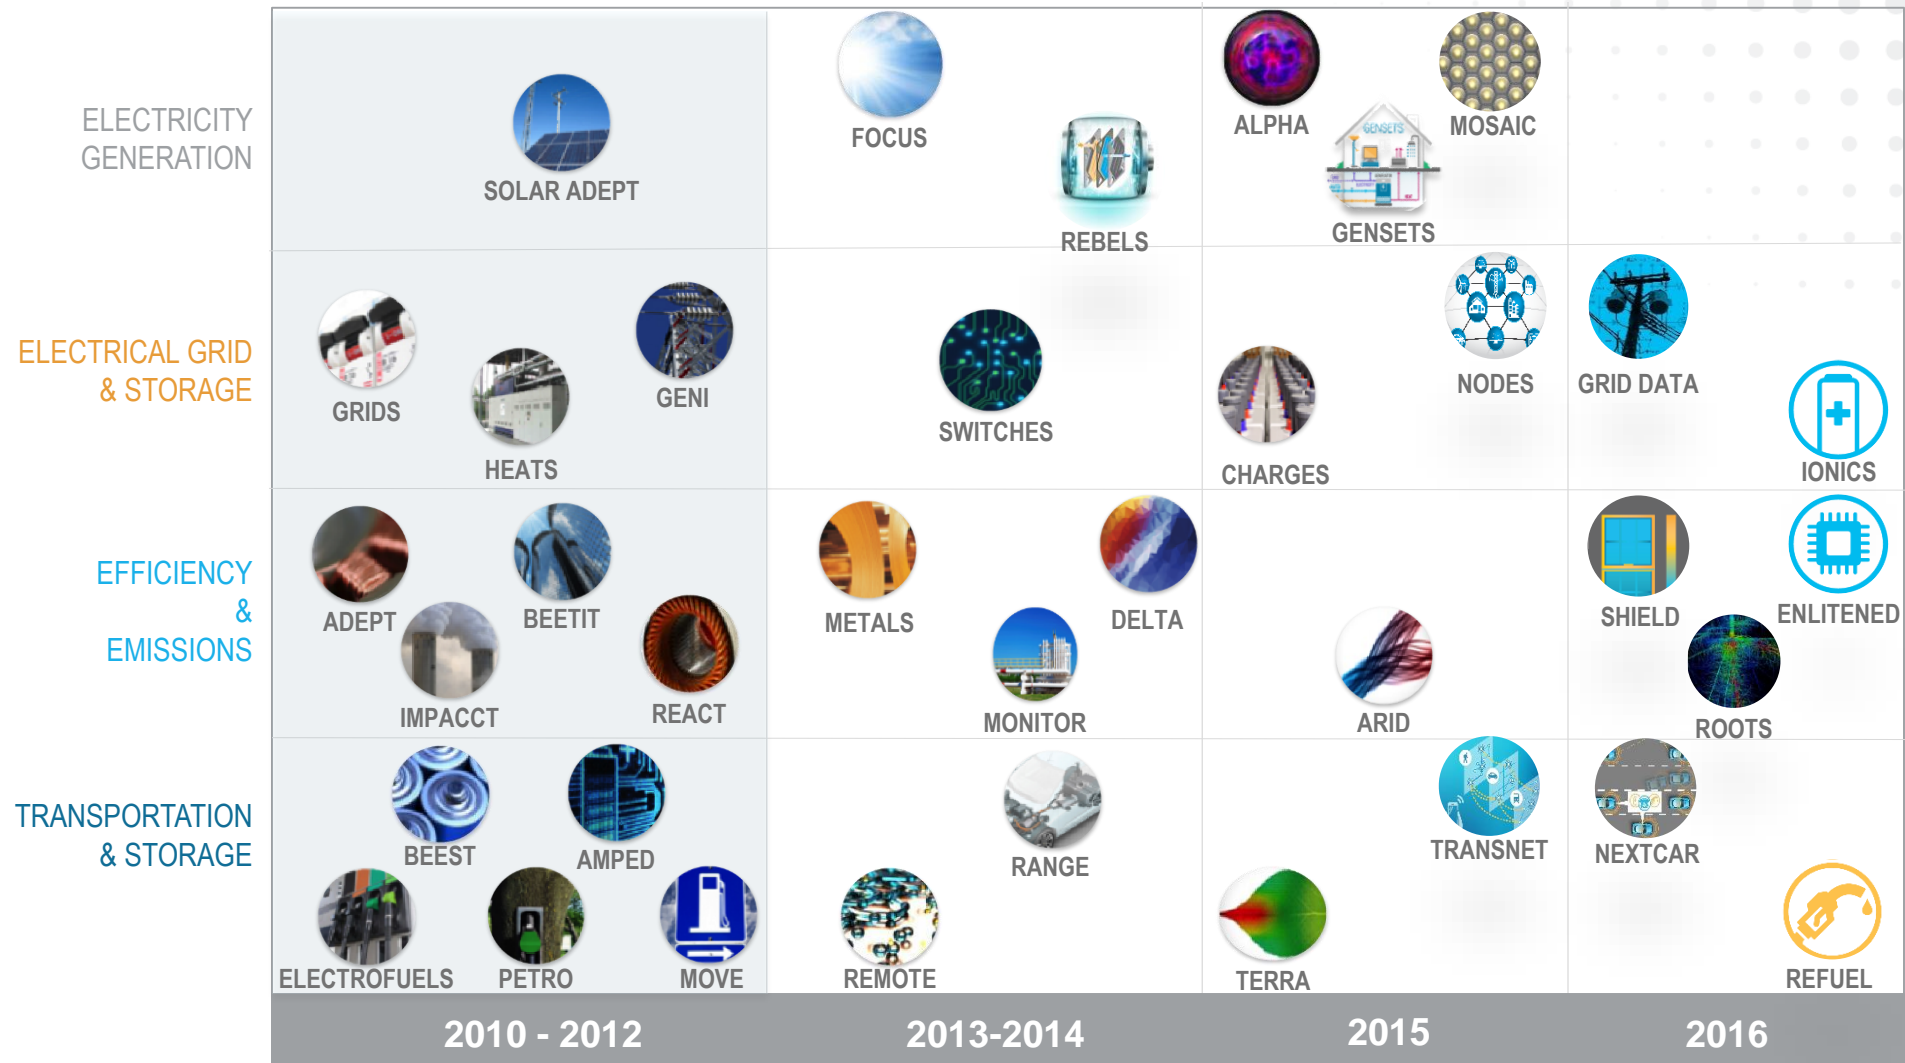 ELECTRICITY
GENERATION
SOLAR ADEPT
FOCUS
REBELS
ALPHA
GENSETS
GENSETS
MOSAIC
ELECTRICAL GRID
& STORAGE
GRIDS
HEATS
GENI
SWITCHES
CHARGES
NODES
GRID DATA
IONICS
EFFICIENCY
&
EMISSIONS
ADEPT
IMPACCT
BEETIT
REACT
METALS
MONITOR
DELTA
ARID
SHIELD
ROOTS
ENLITENED
TRANSPORTATION
& STORAGE
BEEST
AMPED
ELECTROFUELS
PETRO
MOVE
RANGE
REMOTE
TRANSNET
TERRA
NEXTCAR
REFUEL
2010 - 2012
2013-2014
2015
2016